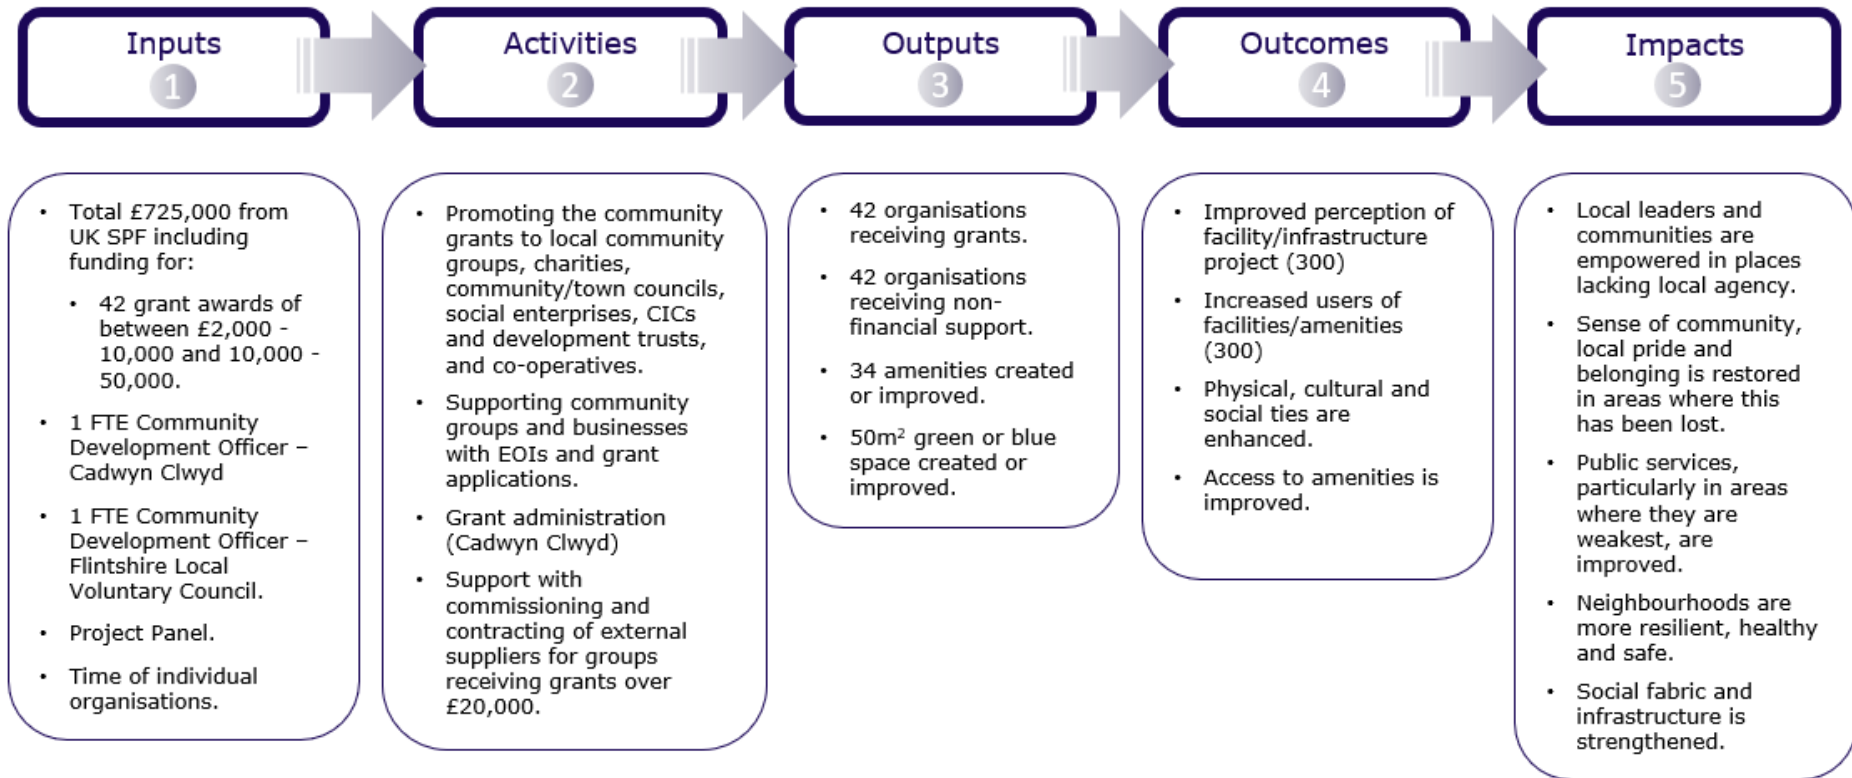 Inputs
1
Activities
2
Outputs
3
Outcomes
4
Impacts
5
• Total £725,000 from
UK SPF including
funding for:
• 42 grant awards of
between £2,000 -
10,000 and 10,000 -
50,000.
• 1 FTE Community
Development Officer –
Cadwyn Clwyd
• 1 FTE Community
Development Officer –
Flintshire Local
Voluntary Council.
• Project Panel.
• Time of individual
organisations.
• Promoting the community
grants to local community
groups, charities,
community/town councils,
social enterprises, CICs
and development trusts,
and co-operatives.
• Supporting community
groups and businesses
with EOIs and grant
applications.
• Grant administration
(Cadwyn Clwyd)
• Support with
commissioning and
contracting of external
suppliers for groups
receiving grants over
£20,000.
• 42 organisations
receiving grants.
• 42 organisations
receiving non-
financial support.
• 34 amenities created
or improved.
• 50m² green or blue
space created or
improved.
• Improved perception of
facility/infrastructure
project (300)
• Increased users of
facilities/amenities
(300)
• Physical, cultural and
social ties are
enhanced.
• Access to amenities is
improved.
• Local leaders and
communities are
empowered in places
lacking local agency.
• Sense of community,
local pride and
belonging is restored
in areas where this
has been lost.
• Public services,
particularly in areas
where they are
weakest, are
improved.
• Neighbourhoods are
more resilient, healthy
and safe.
• Social fabric and
infrastructure is
strengthened.